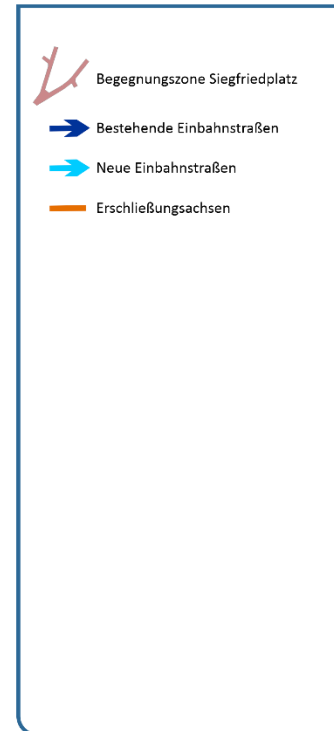 Begegnungszone Siegfriedplatz
Bestehende Einbahnstraßen
Neue Einbahnstraßen
Erschließungsachsen